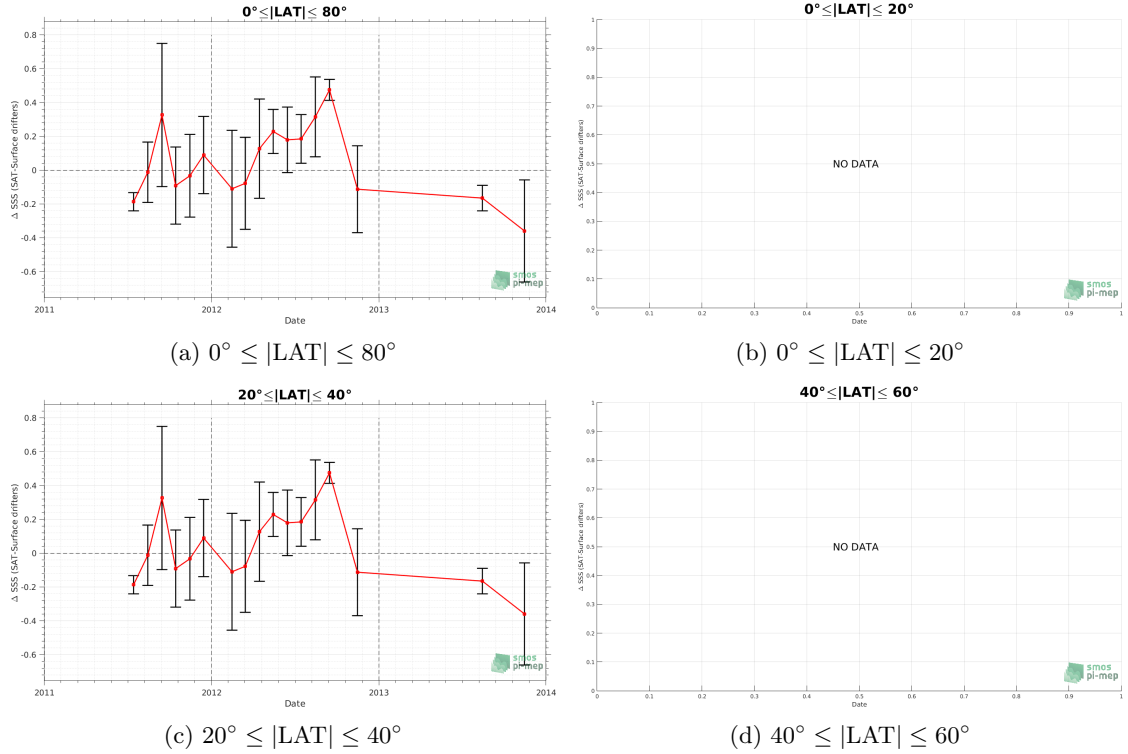 0°≤|LAT|≤ 80°
0.8
0.6
0.4
0.2
0
-0.2
-0.4
-0.6
Δ SSS (SAT-Surface drifters)
2011
2012
2013
2014
Date
smos
pi-mep
(a) 0° ≤ |LAT| ≤ 80°
0°≤|LAT|≤ 20°
1
0.9
0.8
0.7
0.6
0.5
0.4
0.3
0.2
0.1
0
Δ SSS (SAT-Surface drifters)
NO DATA
0 0.1 0.2 0.3 0.4 0.5 0.6 0.7 0.8 0.9 1
Date
smos
pi-mep
(b) 0° ≤ |LAT| ≤ 20°
20°≤|LAT|≤ 40°
0.8
0.6
0.4
0.2
0
-0.2
-0.4
-0.6
Δ SSS (SAT-Surface drifters)
2011
2012
2013
2014
Date
smos
pi-mep
(c) 20° ≤ |LAT| ≤ 40°
40°≤|LAT|≤ 60°
1
0.9
0.8
0.7
0.6
0.5
0.4
0.3
0.2
0.1
0
Δ SSS (SAT-Surface drifters)
NO DATA
0 0.1 0.2 0.3 0.4 0.5 0.6 0.7 0.8 0.9 1
Date
smos
pi-mep
(d) 40° ≤ |LAT| ≤ 60°